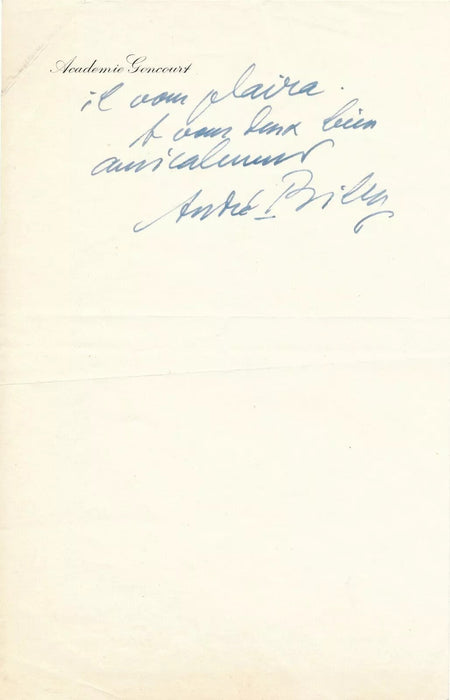 Académie Goncourt
il vous plaira.
A vous deux bien
amicalement
André Billy